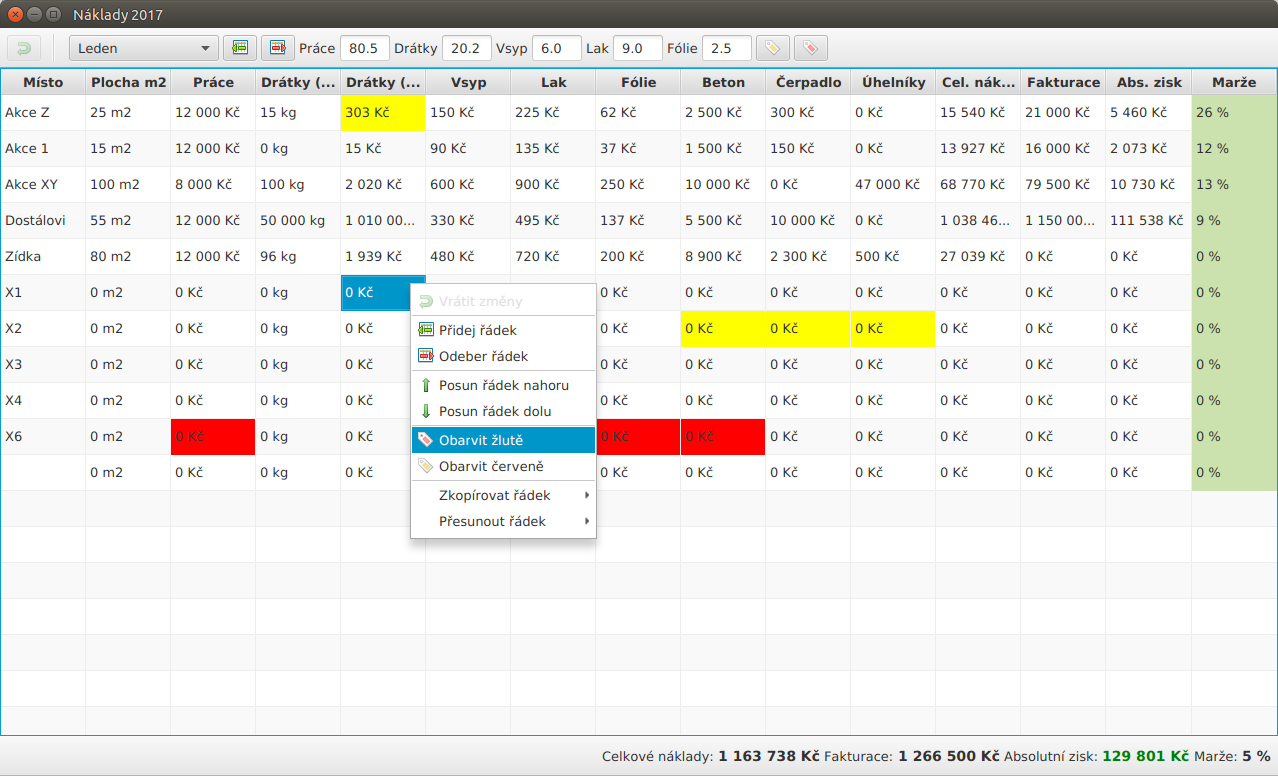 Náklady 2017
Leden Práce 80.5 Drátky 20.2 Vsyp 6.0 Lak 9.0 Fólie 2.5
Místo Plocha m2 Práce Drátky (... Drátky (... Vsyp Lak Fólie Beton Čerpadlo Úhelníky Cel. nák... Fakturace Abs. zisk Marže
Akce Z 25 m2 12 000 Kč 15 kg 303 Kč 150 Kč 225 Kč 62 Kč 2 500 Kč 300 Kč 0 Kč 15 540 Kč 21 000 Kč 5 460 Kč 26 %
Akce 1 15 m2 12 000 Kč 0 kg 15 Kč 90 Kč 135 Kč 37 Kč 1 500 Kč 150 Kč 0 Kč 13 927 Kč 16 000 Kč 2 073 Kč 12 %
Akce XY 100 m2 8 000 Kč 100 kg 2 020 Kč 600 Kč 900 Kč 250 Kč 10 000 Kč 0 Kč 47 000 Kč 68 770 Kč 79 500 Kč 10 730 Kč 13 %
Dostálovi 55 m2 12 000 Kč 50 000 kg 1 010 00... 330 Kč 495 Kč 137 Kč 5 500 Kč 10 000 Kč 0 Kč 1 038 46... 1 150 00... 111 538 Kč 9 %
Zídka 80 m2 12 000 Kč 96 kg 1 939 Kč 480 Kč 720 Kč 200 Kč 8 900 Kč 2 300 Kč 500 Kč 27 039 Kč 0 Kč 0 Kč 0 %
X1 0 m2 0 Kč 0 kg 0 Kč 0 Kč 0 Kč 0 Kč 0 Kč 0 Kč 0 Kč 0 Kč 0 %
X2 0 m2 0 Kč 0 kg 0 Kč 0 Kč 0 Kč 0 Kč 0 Kč 0 Kč 0 Kč 0 Kč 0 %
X3 0 m2 0 Kč 0 kg 0 Kč 0 Kč 0 Kč 0 Kč 0 Kč 0 Kč 0 Kč 0 Kč 0 %
X4 0 m2 0 Kč 0 kg 0 Kč 0 Kč 0 Kč 0 Kč 0 Kč 0 Kč 0 Kč 0 Kč 0 %
X6 0 m2 0 Kč 0 kg 0 Kč 0 Kč 0 Kč 0 Kč 0 Kč 0 Kč 0 Kč 0 Kč 0 %
0 m2 0 Kč 0 kg 0 Kč 0 Kč 0 Kč 0 Kč 0 Kč 0 Kč 0 Kč 0 Kč 0 %
Vrátit změny
Přidej řádek
Odeber řádek
Posun řádek nahoru
Posun řádek dolu
Obarvit žlutě
Obarvit červeně
Zkopírovat řádek
Přesunout řádek
Celkové náklady: 1 163 738 Kč Fakturace: 1 266 500 Kč Absolutní zisk: 129 801 Kč Marže: 5 %